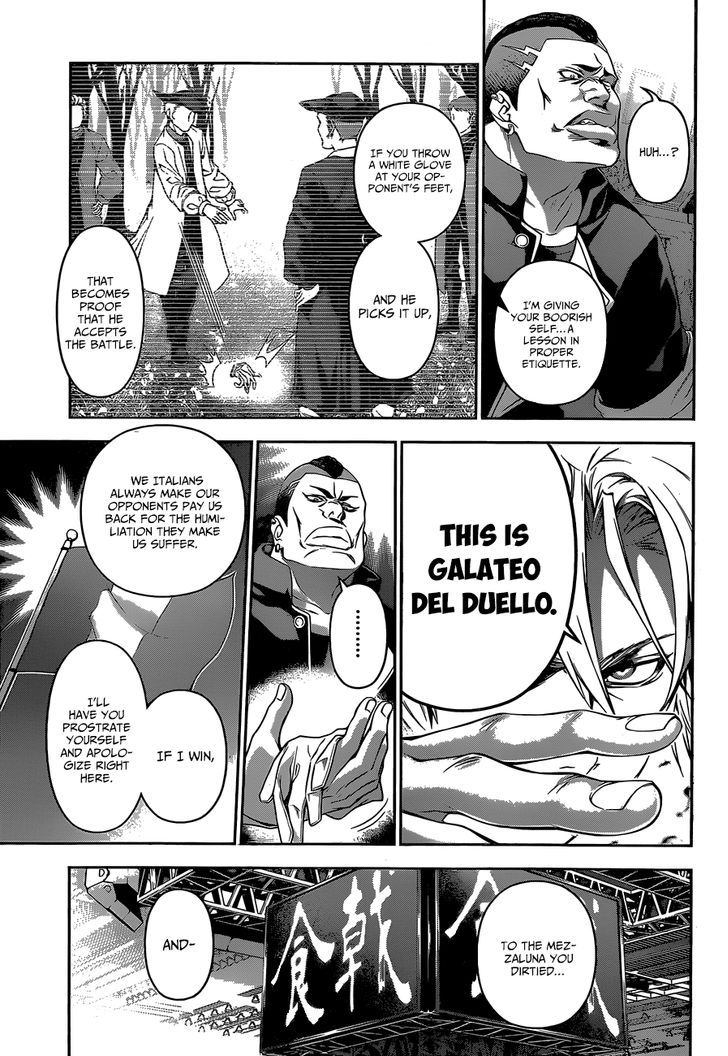 HUH...?
I'M GIVING
YOUR BOORISH
SELF...A
LESSON IN
PROPER
ETIQUETTE.
IF YOU THROW
A WHITE GLOVE
AT YOUR OP-
PONENT'S FEET,
AND HE
PICKS IT UP,
THAT
BECOMES
PROOF
THAT HE
ACCEPTS
THE BATTLE.
THIS IS
GALATEO
DEL DUELLO.
.........
WE ITALIANS
ALWAYS MAKE OUR
OPPONENTS PAY US
BACK FOR THE HUMI-
LIATION THEY MAKE
US SUFFER.
IF I WIN,
I'LL
HAVE YOU
PROSTRATE
YOURSELF
AND APOLO-
GIZE RIGHT
HERE.
TO THE MEZ-
ZALUNA YOU
DIRTIED...
AND-
食戟
食戟